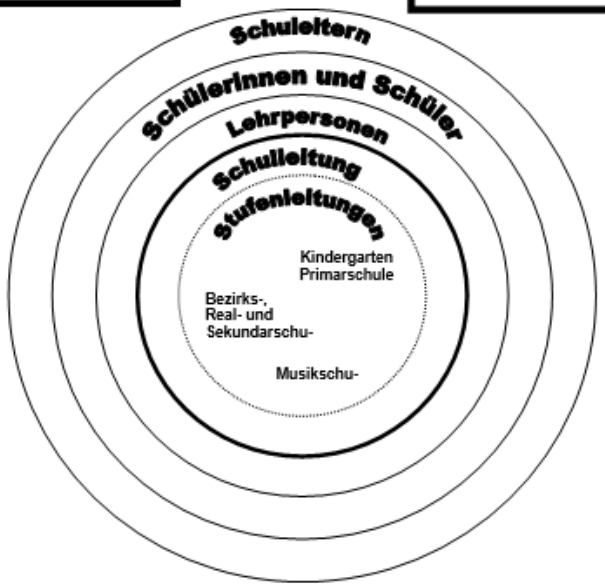 Schuleltern
Schülerinnen und Schüler
Lehrpersonen
Schulleitung
Stufenleitungen
Kindergarten
Primarschule
Bezirks-,
Real- und
Sekundarschu-
Musikschu-